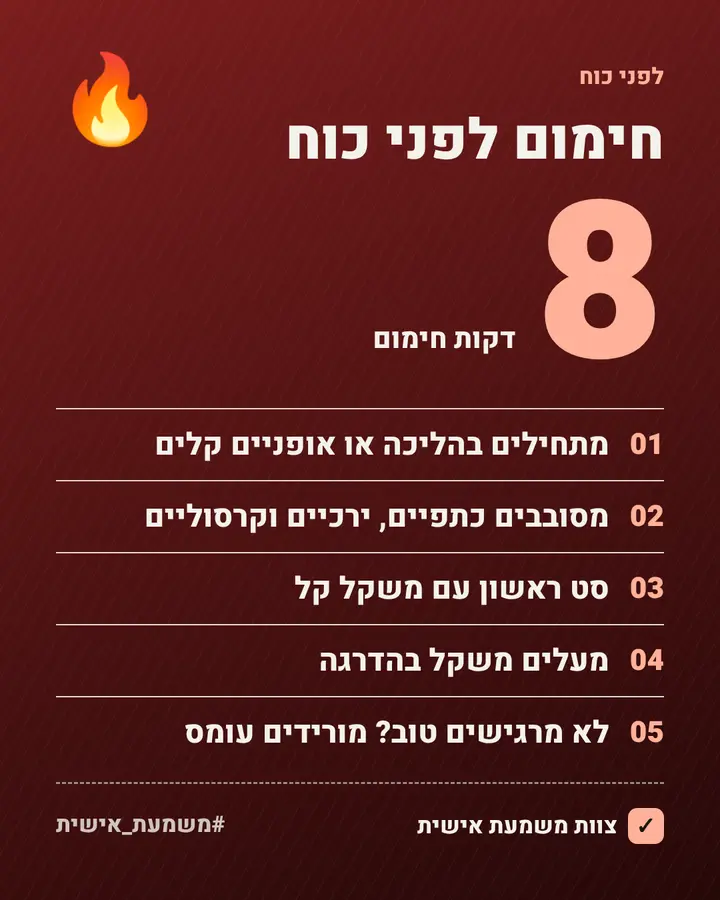 לפני כוח
חימום לפני כוח
8 דקות חימום
01 מתחילים בהליכה או אופניים קלים
02 מסובבים כתפיים, ירכיים וקרסוליים
03 סט ראשון עם משקל קל
04 מעלים משקל בהדרגה
05 לא מרגישים טוב? מורידים עומס
✓ צוות משמעת אישית
#משמעת_אישית